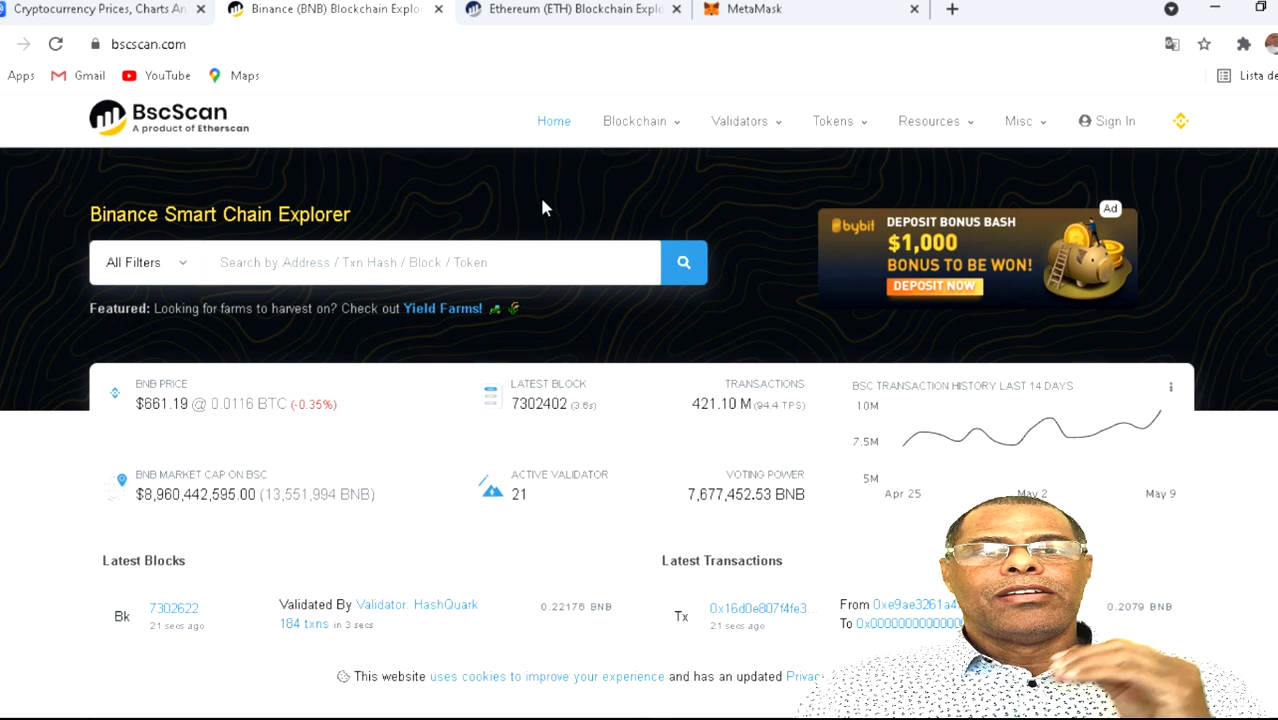 Cryptocurrency Prices, Charts An
Binance (BNB) Blockchain Explo
Ethereum (ETH) Blockchain Explo
MetaMask
bscscan.com
Apps Gmail YouTube Maps Lista de
BscScan
A product of Etherscan
Home Blockchain Validators Tokens Resources Misc Sign In
Binance Smart Chain Explorer
All Filters Search by Address / Txn Hash / Block / Token
Featured: Looking for farms to harvest on? Check out Yield Farms!
Ad
bybit
DEPOSIT BONUS BASH
$1,000
BONUS TO BE WON!
DEPOSIT NOW
BNB PRICE
$661.19 @ 0.0116 BTC (-0.35%)
LATEST BLOCK
7302402 (3.6s)
TRANSACTIONS
421.10 M (94.4 TPS)
BSC TRANSACTION HISTORY LAST 14 DAYS
10M
7.5M
5M
Apr 25 May 2 May 9
BNB MARKET CAP ON BSC
$8,960,442,595.00 (13,551,994 BNB)
ACTIVE VALIDATOR
21
VOTING POWER
7,677,452.53 BNB
Latest Blocks
Bk
7302622
21 secs ago
Validated By Validator: HashQuark
184 txns in 3 secs
0.22176 BNB
Latest Transactions
Tx
0x16d0e807f4fe3...
21 secs ago
From 0xe9ae3261a4
To 0x0000000000000
0.2079 BNB
This website uses cookies to improve your experience and has an updated Privac